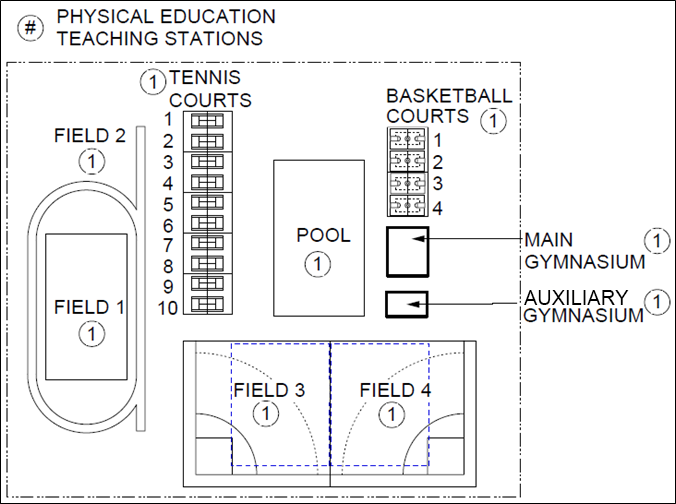 # PHYSICAL EDUCATION
TEACHING STATIONS
1 TENNIS
COURTS
1
2
3
4
5
6
7
8
9
10
BASKETBALL
COURTS 1
1
2
3
4
FIELD 2
1
FIELD 1
1
POOL
1
MAIN 1
GYMNASIUM
AUXILIARY 1
GYMNASIUM
FIELD 3
1
FIELD 4
1